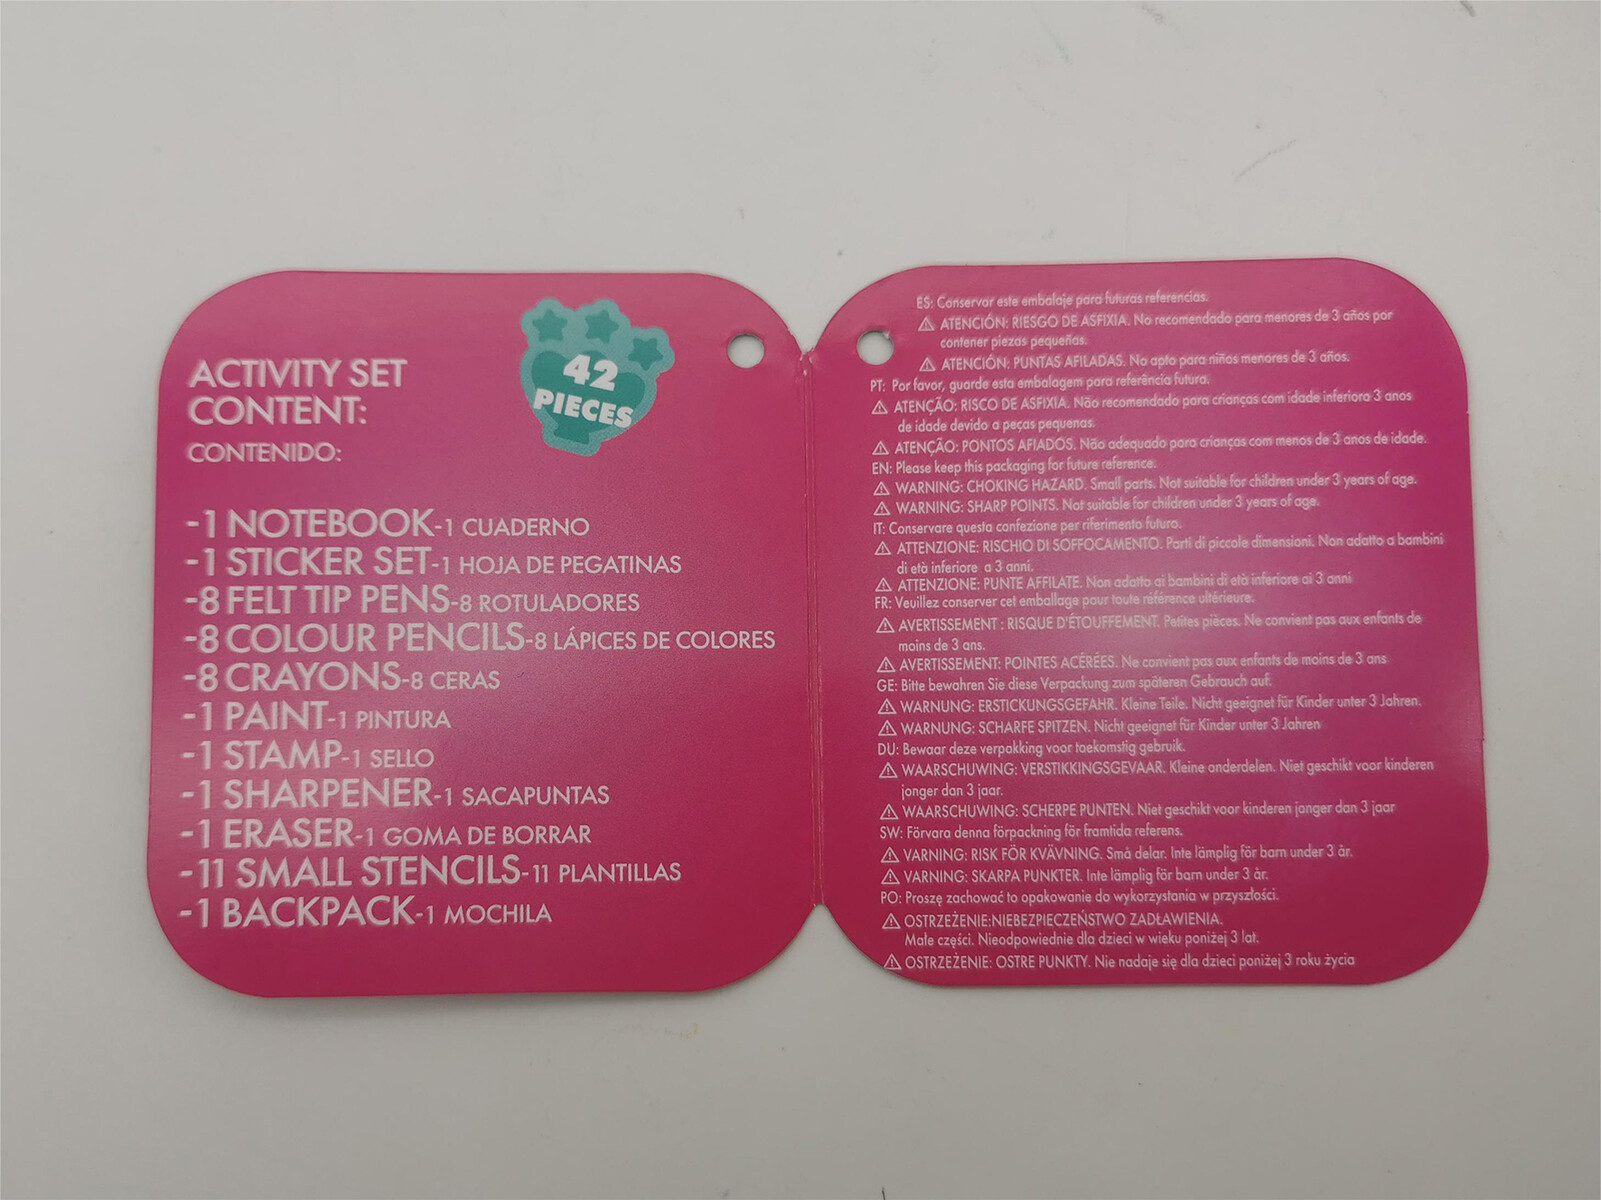 ACTIVITY SET
CONTENT:
CONTENIDO:
42
PIECES
-1 NOTEBOOK-1 CUADERNO
-1 STICKER SET-1 HOJA DE PEGATINAS
-8 FELT TIP PENS-8 ROTULADORES
-8 COLOUR PENCILS-8 LÁPICES DE COLORES
-8 CRAYONS-8 CERAS
-1 PAINT-1 PINTURA
-1 STAMP-1 SELLO
-1 SHARPENER-1 SACAPUNTAS
-1 ERASER-1 GOMA DE BORRAR
-11 SMALL STENCILS-11 PLANTILLAS
-1 BACKPACK-1 MOCHILA
ES: Conservar este embalaje para futuras referencias.
ATENCIÓN: RIESGO DE ASFIXIA. No recomendado para menores de 3 años por
contener piezas pequeñas.
ATENCIÓN: PUNTAS AFILADAS. No apto para niños menores de 3 años.
PT: Por favor, guarde esta embalagem para referência futura.
ATENÇÃO: RISCO DE ASFIXIA. Não recomendado para crianças com idade inferiora 3 anos
de idade devido a peças pequenas.
ATENÇÃO: PONTOS AFIADOS. Não adequado para crianças com menos de 3 anos de idade.
EN: Please keep this packaging for future reference.
WARNING: CHOKING HAZARD. Small parts. Not suitable for children under 3 years of age.
WARNING: SHARP POINTS. Not suitable for children under 3 years of age.
IT: Conservare questa confezione per riferimento futuro.
ATTENZIONE: RISCHIO DI SOFFOCAMENTO. Parti di piccole dimensioni. Non adatto a bambini
di età inferiore a 3 anni.
ATTENZIONE: PUNTE AFFILATE. Non adatto ai bambini di età inferiore ai 3 anni
FR: Veuillez conserver cet emballage pour toute référence ultérieure.
AVERTISSEMENT : RISQUE D'ÉTOUFFEMENT. Petites pièces. Ne convient pas aux enfants de
moins de 3 ans.
AVERTISSEMENT: POINTES ACÉRÉES. Ne convient pas aux enfants de moins de 3 ans
GE: Bitte bewahren Sie diese Verpackung zum späteren Gebrauch auf.
WARNUNG: ERSTICKUNGSGEFAHR. Kleine Teile. Nicht geeignet für Kinder unter 3 Jahren.
WARNUNG: SCHARFE SPITZEN. Nicht geeignet für Kinder unter 3 Jahren
DU: Bewaar deze verpakking voor toekomstig gebruik.
WAARSCHUWING: VERSTIKKINGSGEVAAR. Kleine onderdelen. Niet geschikt voor kinderen
jonger dan 3 jaar.
WAARSCHUWING: SCHERPE PUNTEN. Niet geschikt voor kinderen jonger dan 3 jaar
SW: Förvara denna förpackning för framtida referens.
VARNING: RISK FÖR KVÄVNING. Små delar. Inte lämplig för barn under 3 år.
VARNING: SKARPA PUNKTER. Inte lämplig för barn under 3 år.
PO: Proszę zachować to opakowanie do wykorzystania w przyszłości.
OSTRZEŻENIE:NIEBEZPIECZEŃSTWO ZADŁAWIENIA.
Małe części. Nieodpowiednie dla dzieci w wieku poniżej 3 lat.
OSTRZEŻENIE: OSTRE PUNKTY. Nie nadaje się dla dzieci poniżej 3 roku życia